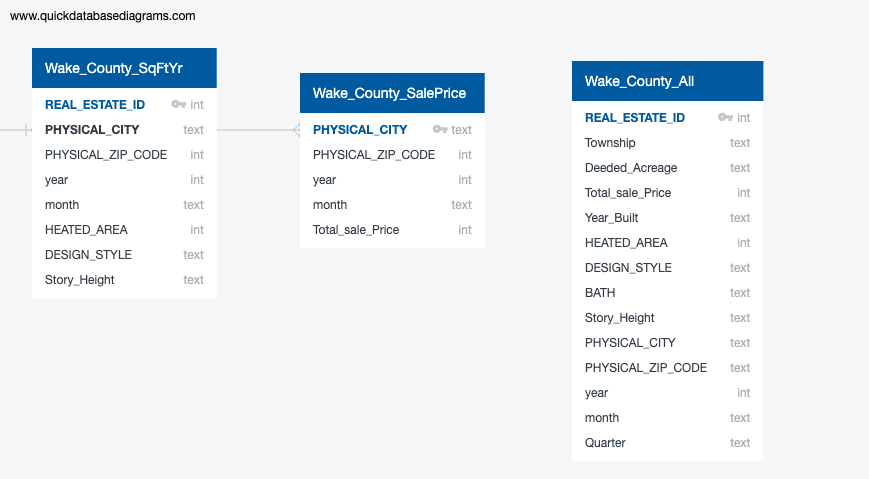 www.quickdatabasediagrams.com
Wake_County_SqFtYr
REAL_ESTATE_ID int
PHYSICAL_CITY text
PHYSICAL_ZIP_CODE int
year int
month text
HEATED_AREA int
DESIGN_STYLE text
Story_Height text
Wake_County_SalePrice
PHYSICAL_CITY text
PHYSICAL_ZIP_CODE int
year int
month text
Total_sale_Price int
Wake_County_All
REAL_ESTATE_ID int
Township text
Deeded_Acreage text
Total_sale_Price int
Year_Built text
HEATED_AREA int
DESIGN_STYLE text
BATH text
Story_Height text
PHYSICAL_CITY text
PHYSICAL_ZIP_CODE text
year int
month text
Quarter text